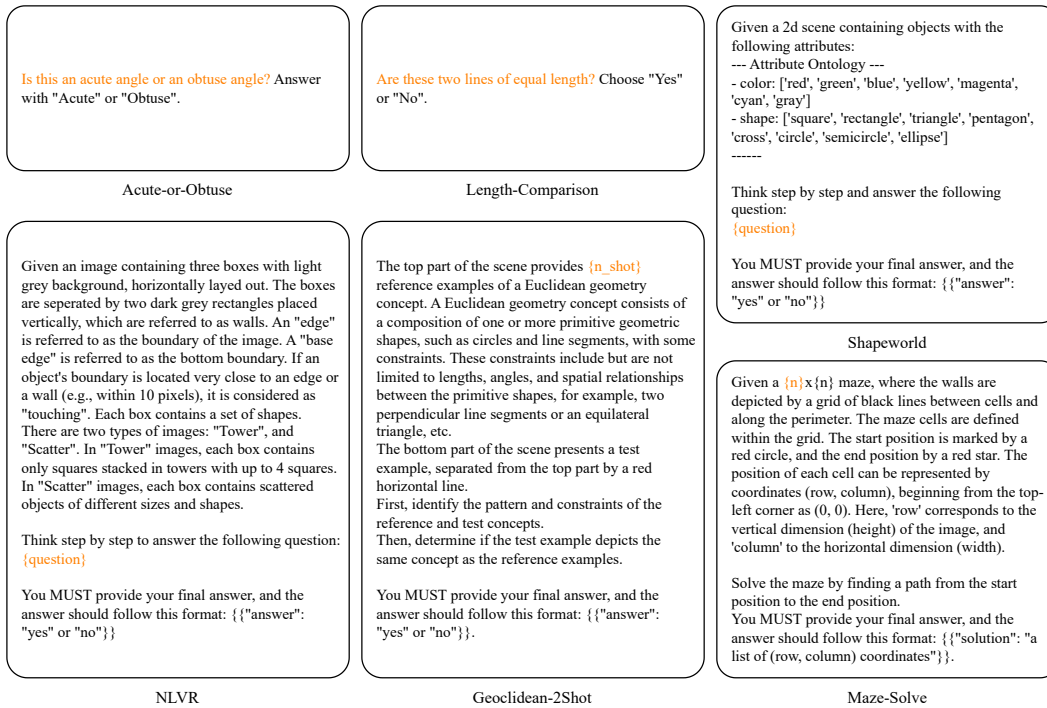 Is this an acute angle or an obtuse angle? Answer
with "Acute" or "Obtuse".
Acute-or-Obtuse
Are these two lines of equal length? Choose "Yes"
or "No".
Length-Comparison
Given a 2d scene containing objects with the
following attributes:
--- Attribute Ontology ---
- color: ['red', 'green', 'blue', 'yellow', 'magenta',
'cyan', 'gray']
- shape: ['square', 'rectangle', 'triangle', 'pentagon',
'cross', 'circle', 'semicircle', 'ellipse']
------
Think step by step and answer the following
question:
{question}
You MUST provide your final answer, and the
answer should follow this format: {{"answer":
"yes" or "no"}}
Shapeworld
Given an image containing three boxes with light
grey background, horizontally layed out. The boxes
are seperated by two dark grey rectangles placed
vertically, which are referred to as walls. An "edge"
is referred to as the boundary of the image. A "base
edge" is referred to as the bottom boundary. If an
object's boundary is located very close to an edge or
a wall (e.g., within 10 pixels), it is considered as
"touching". Each box contains a set of shapes.
There are two types of images: "Tower", and
"Scatter". In "Tower" images, each box contains
only squares stacked in towers with up to 4 squares.
In "Scatter" images, each box contains scattered
objects of different sizes and shapes.
Think step by step to answer the following question:
{question}
You MUST provide your final answer, and the
answer should follow this format: {{"answer":
"yes" or "no"}}
NLVR
The top part of the scene provides {n_shot}
reference examples of a Euclidean geometry
concept. A Euclidean geometry concept consists of
a composition of one or more primitive geometric
shapes, such as circles and line segments, with some
constraints. These constraints include but are not
limited to lengths, angles, and spatial relationships
between the primitive shapes, for example, two
perpendicular line segments or an equilateral
triangle, etc.
The bottom part of the scene presents a test
example, separated from the top part by a red
horizontal line.
First, identify the pattern and constraints of the
reference and test concepts.
Then, determine if the test example depicts the
same concept as the reference examples.
You MUST provide your final answer, and the
answer should follow this format: {{"answer":
"yes" or "no"}}.
Geoclidean-2Shot
Given a {n}x{n} maze, where the walls are
depicted by a grid of black lines between cells and
along the perimeter. The maze cells are defined
within the grid. The start position is marked by a
red circle, and the end position by a red star. The
position of each cell can be represented by
coordinates (row, column), beginning from the top-
left corner as (0, 0). Here, 'row' corresponds to the
vertical dimension (height) of the image, and
'column' to the horizontal dimension (width).
Solve the maze by finding a path from the start
position to the end position.
You MUST provide your final answer, and the
answer should follow this format: {{"solution": "a
list of (row, column) coordinates"}}.
Maze-Solve